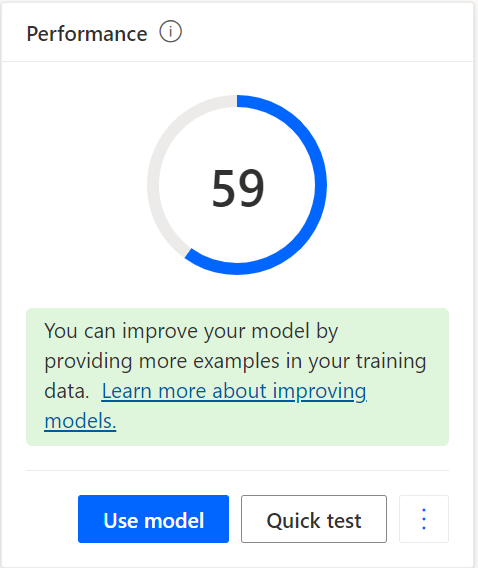 Performance
59
You can improve your model by
providing more examples in your training
data. Learn more about improving
models.
Use model
Quick test